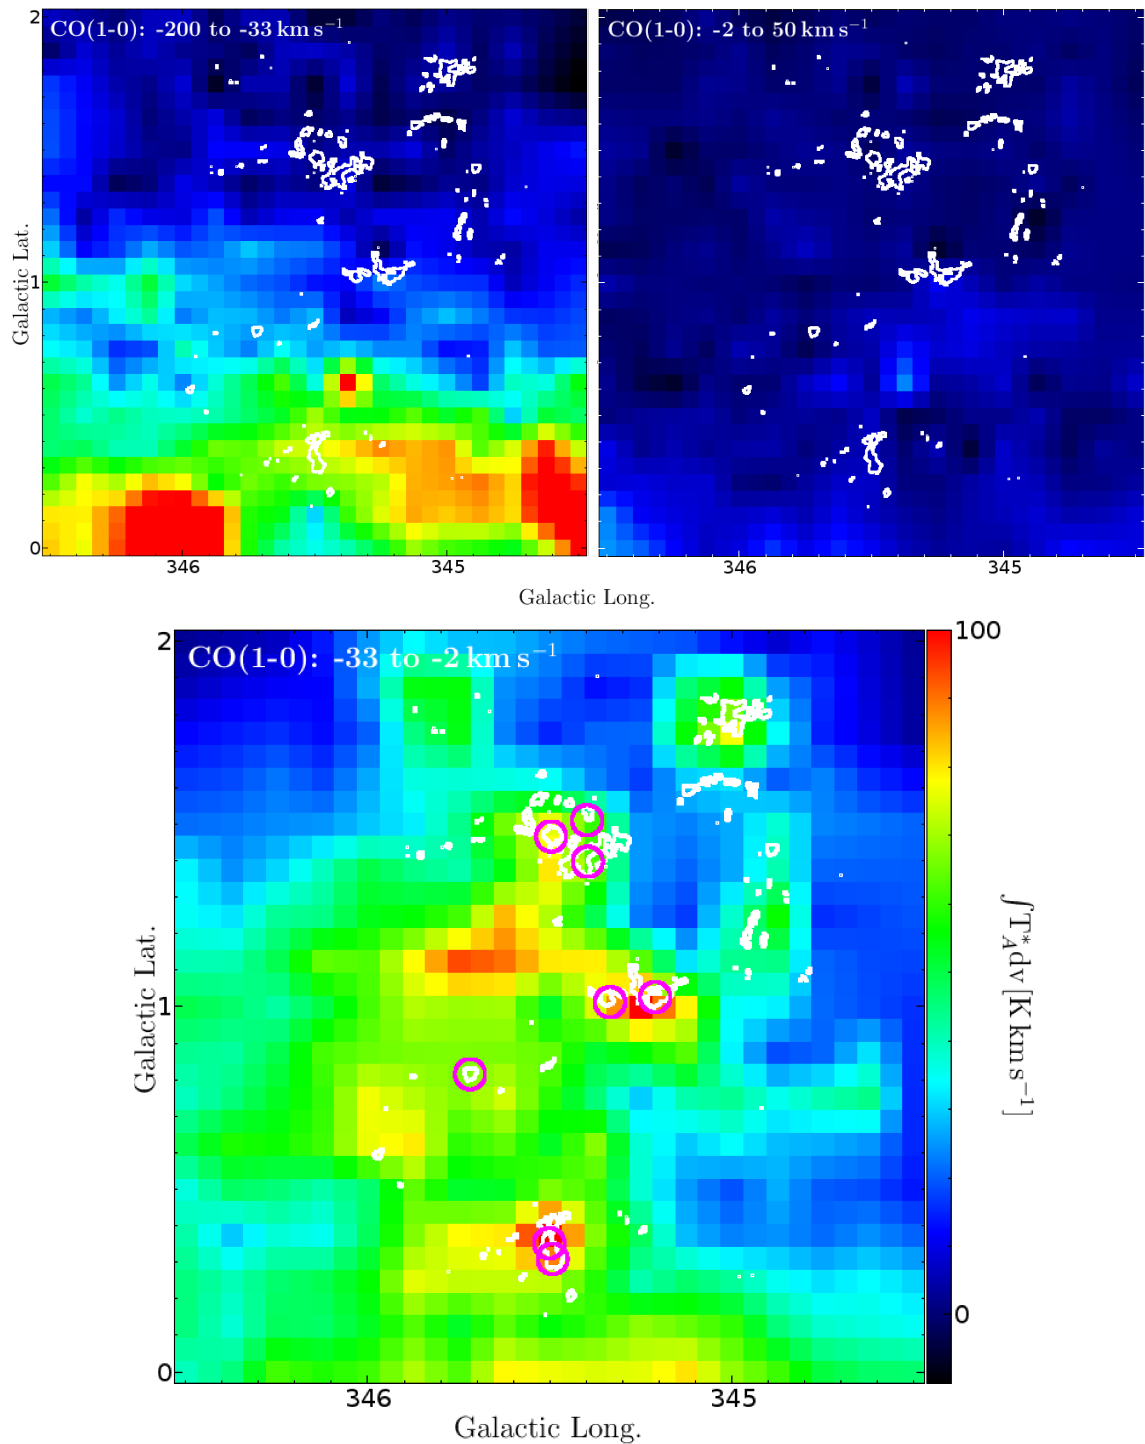 CO(1-0): -200 to -33 km s⁻¹
CO(1-0): -2 to 50 km s⁻¹
2
1
0
Galactic Lat.
346
345
346
345
Galactic Long.
CO(1-0): -33 to -2 km s⁻¹
2
1
0
Galactic Lat.
346
345
Galactic Long.
100
0
∫T*_A dv [K km s⁻¹]